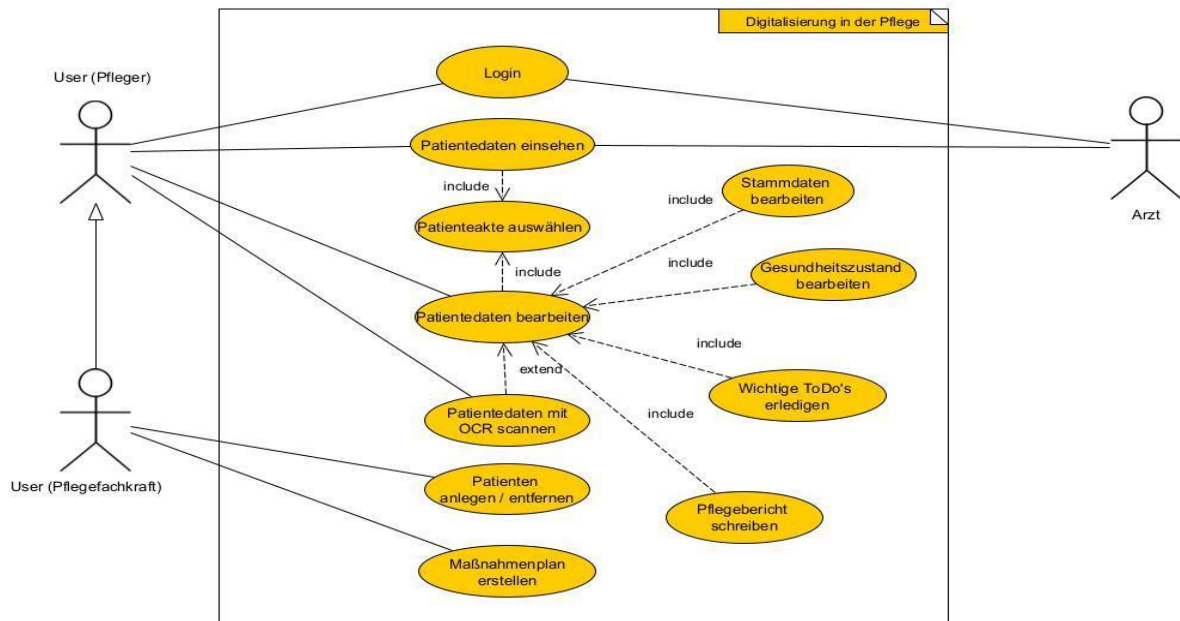 Digitalisierung in der Pflege
User (Pfleger)
Login
Patientedaten einsehen
include
Stammdaten
bearbeiten
include
Arzt
Patienteakte auswählen
include
include
Gesundheitszustand
bearbeiten
Patientedaten bearbeiten
include
extend
Wichtige ToDo's
erledigen
include
Patientedaten mit
OCR scannen
User (Pflegefachkraft)
Patienten
anlegen / entfernen
Pflegebericht
schreiben
Maßnahmenplan
erstellen